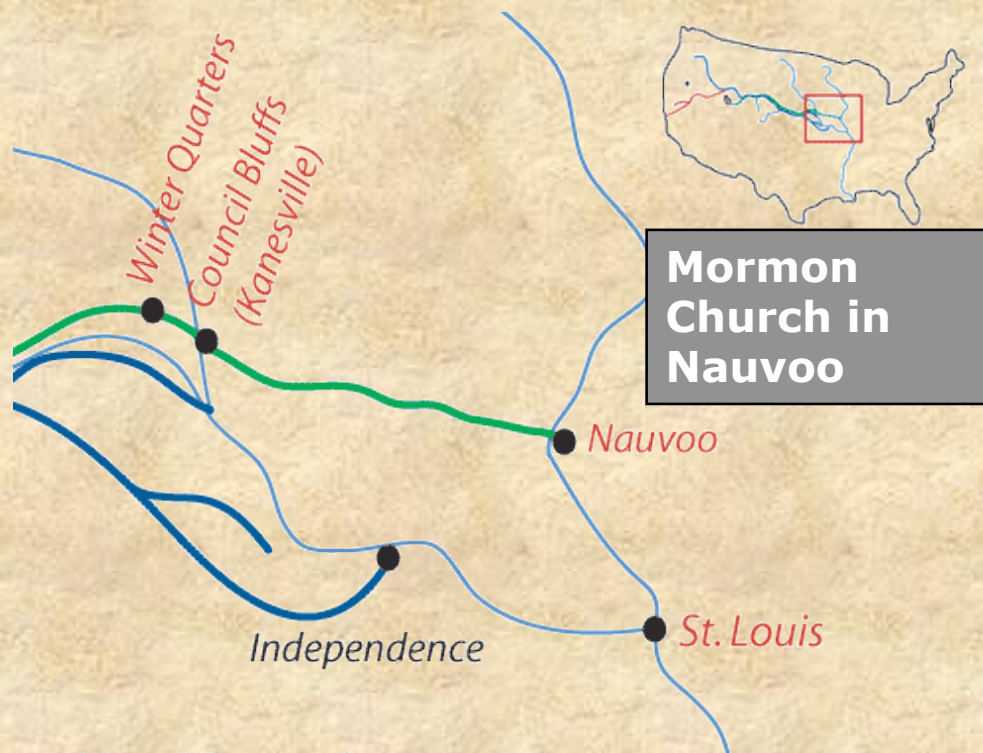 Winter Quarters
Council Bluffs
(Kanesville)
Mormon
Church in
Nauvoo
Nauvoo
Independence
St. Louis